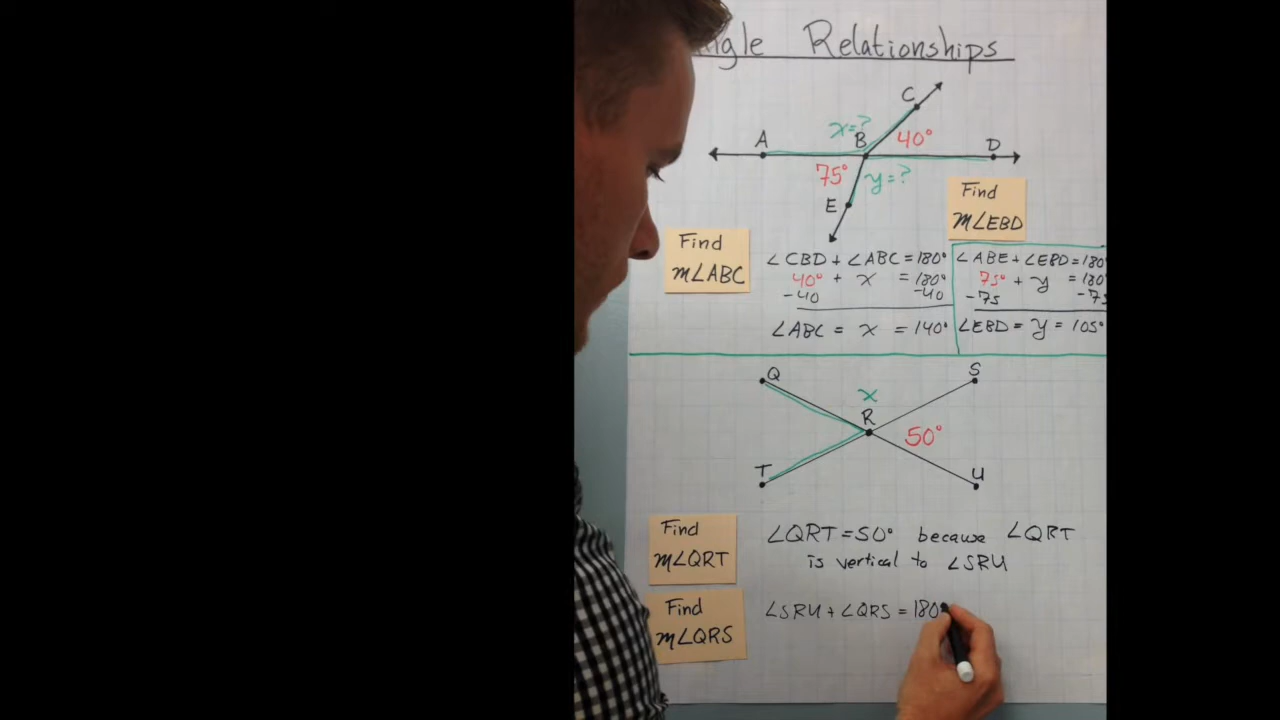 ngle Relationships
C
x=?
A B 40° D
75° y=?
E
Find
m∠EBD
Find
m∠ABC
∠CBD + ∠ABC = 180°
40° + x = 180°
-40 -40
∠ABC = x = 140°
∠ABE + ∠EBD = 180°
75° + y = 180°
-75 -75
∠EBD = y = 105°
Q S
x
R
50°
T U
Find
m∠QRT
∠QRT = 50° because ∠QRT
is vertical to ∠SRU
Find
m∠QRS
∠SRU + ∠QRS = 180°